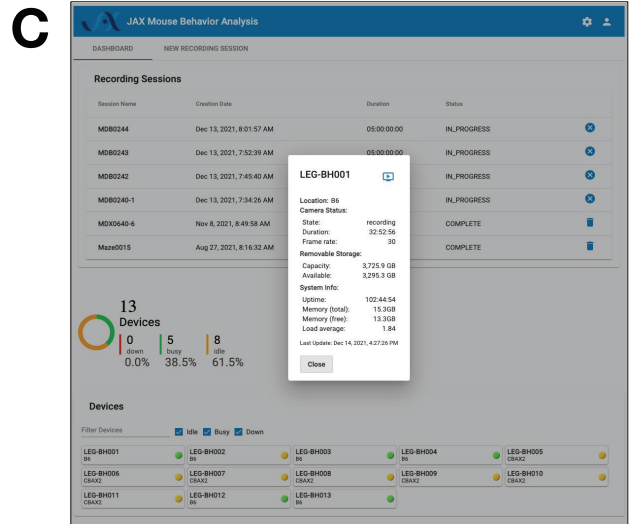 C
JAX JAX Mouse Behavior Analysis
DASHBOARD NEW RECORDING SESSION
Recording Sessions
Session Name Creation Date Duration Status
MDB0244 Dec 13, 2021, 8:01:57 AM 05:00:00:00 IN_PROGRESS
MDB0243 Dec 13, 2021, 7:52:39 AM 05:00:00:00 IN_PROGRESS
MDB0242 Dec 13, 2021, 7:45:40 AM IN_PROGRESS
MDB0240-1 Dec 13, 2021, 7:34:26 AM IN_PROGRESS
MDX0640-6 Nov 8, 2021, 8:49:58 AM COMPLETE
Maze0015 Aug 27, 2021, 8:16:32 AM COMPLETE
LEG-BH001
Location: B6
Camera Status:
State: recording
Duration: 32:52:56
Frame rate: 30
Removable Storage:
Capacity: 3,725.9 GB
Available: 3,295.3 GB
System Info:
Uptime: 102:44:54
Memory (total): 15.3GB
Memory (free): 13.3GB
Load average: 1.84
Last Update: Dec 14, 2021, 4:27:26 PM
Close
13
Devices
0 5 8
down busy idle
0.0% 38.5% 61.5%
Devices
Filter Devices Idle Busy Down
LEG-BH001 LEG-BH002 LEG-BH003 LEG-BH004 LEG-BH005
B6 B6 B6 B6 CBAX2
LEG-BH006 LEG-BH007 LEG-BH008 LEG-BH009 LEG-BH010
CBAX2 CBAX2 CBAX2 CBAX2 CBAX2
LEG-BH011 LEG-BH012 LEG-BH013
CBAX2 B6 B6